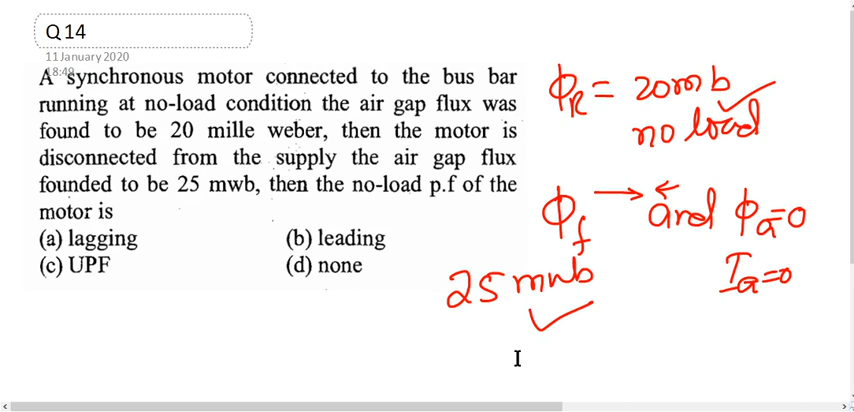 Q14
11 January 2020
18:49
A synchronous motor connected to the bus bar
running at no-load condition the air gap flux was
found to be 20 mille weber, then the motor is
disconnected from the supply the air gap flux
founded to be 25 mwb, then the no-load p.f of the
motor is
(a) lagging (b) leading
(c) UPF (d) none
ϕR = 20mb
no load
ϕf → ← and ϕa=0
25 mwb Ia=0